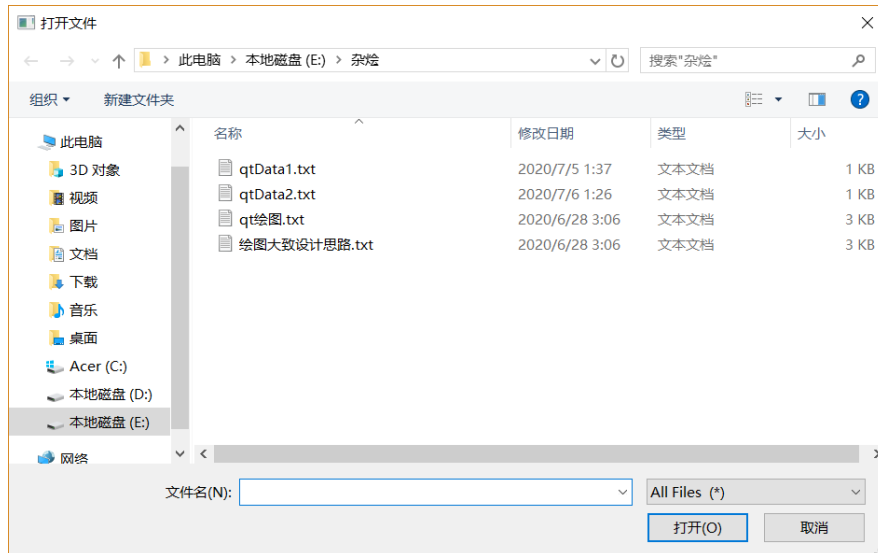 打开文件
此电脑 > 本地磁盘 (E:) > 杂烩
搜索"杂烩"
组织 新建文件夹
名称 修改日期 类型 大小
此电脑
3D 对象
视频
图片
文档
下载
音乐
桌面
Acer (C:)
本地磁盘 (D:)
本地磁盘 (E:)
网络
qtData1.txt 2020/7/5 1:37 文本文档 1 KB
qtData2.txt 2020/7/6 1:26 文本文档 1 KB
qt绘图.txt 2020/6/28 3:06 文本文档 3 KB
绘图大致设计思路.txt 2020/6/28 3:06 文本文档 3 KB
文件名(N): All Files (*)
打开(O) 取消